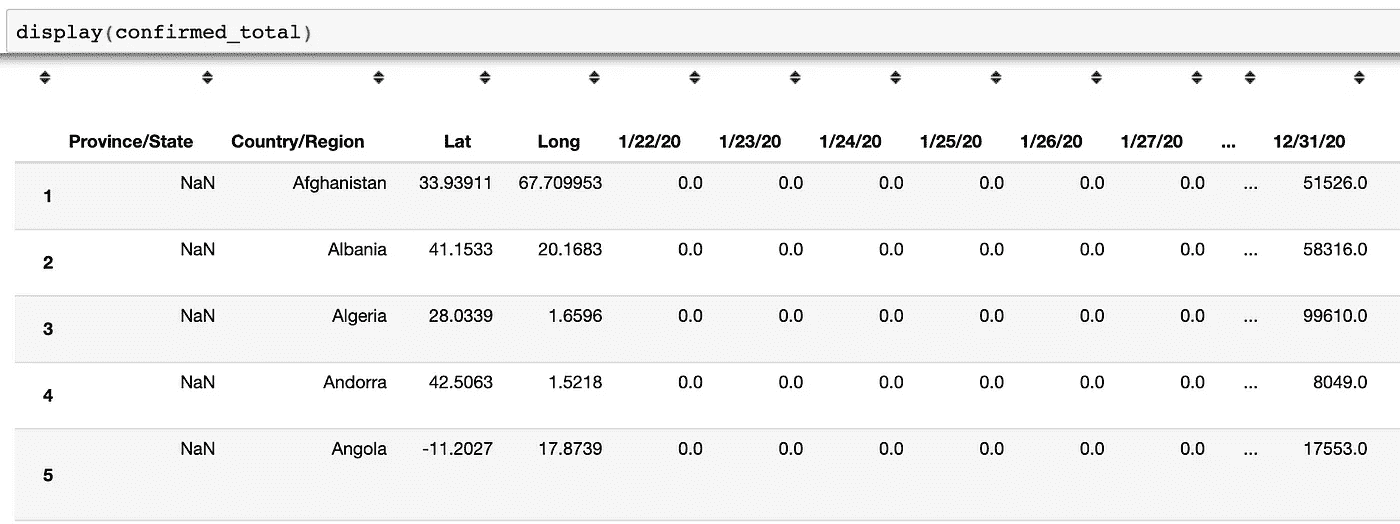 display(confirmed_total)
Province/State Country/Region Lat Long 1/22/20 1/23/20 1/24/20 1/25/20 1/26/20 1/27/20 ... 12/31/20
1 NaN Afghanistan 33.93911 67.709953 0.0 0.0 0.0 0.0 0.0 0.0 ... 51526.0
2 NaN Albania 41.1533 20.1683 0.0 0.0 0.0 0.0 0.0 0.0 ... 58316.0
3 NaN Algeria 28.0339 1.6596 0.0 0.0 0.0 0.0 0.0 0.0 ... 99610.0
4 NaN Andorra 42.5063 1.5218 0.0 0.0 0.0 0.0 0.0 0.0 ... 8049.0
5 NaN Angola -11.2027 17.8739 0.0 0.0 0.0 0.0 0.0 0.0 ... 17553.0